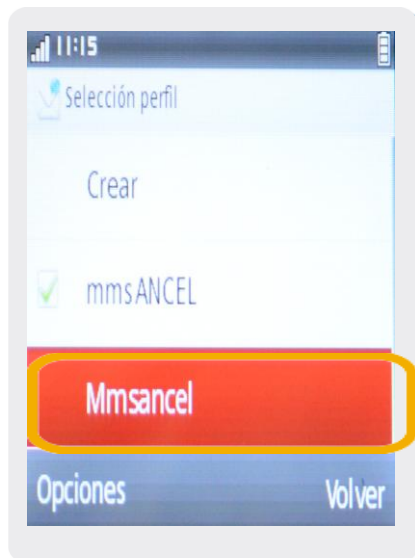 11:15
Selección perfil
Crear
mmsANCEL
Mmsancel
Opciones
Volver